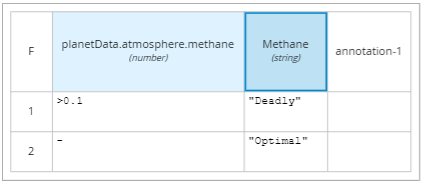 F planetData.atmosphere.methane Methane annotation-1
(number) (string)
1 >0.1 "Deadly"
2 - "Optimal"